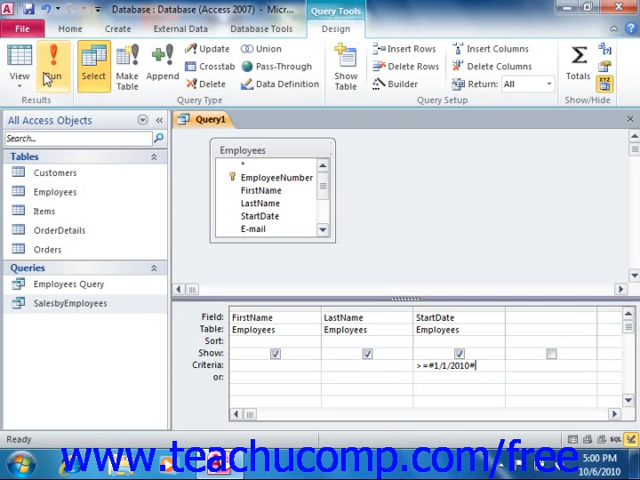 Database : Database (Access 2007) - Micr...
Query Tools
File Home Create External Data Database Tools Design
View Run Select Make Table Append
Update Crosstab Delete
Union Pass-Through Data Definition
Show Table
Insert Rows Delete Rows Builder
Insert Columns Delete Columns Return: All
Totals
Results Query Type Query Setup Show/Hide
All Access Objects
Search...
Tables
Customers
Employees
Items
OrderDetails
Orders
Queries
Employees Query
SalesbyEmployees
Query1
Employees
*
EmployeeNumber
FirstName
LastName
StartDate
E-mail
Field: FirstName LastName StartDate
Table: Employees Employees Employees
Sort:
Show:
Criteria: >=#1/1/2010#
or:
Ready
SQL
www.teachucomp.com/free
5:00 PM
10/6/2010